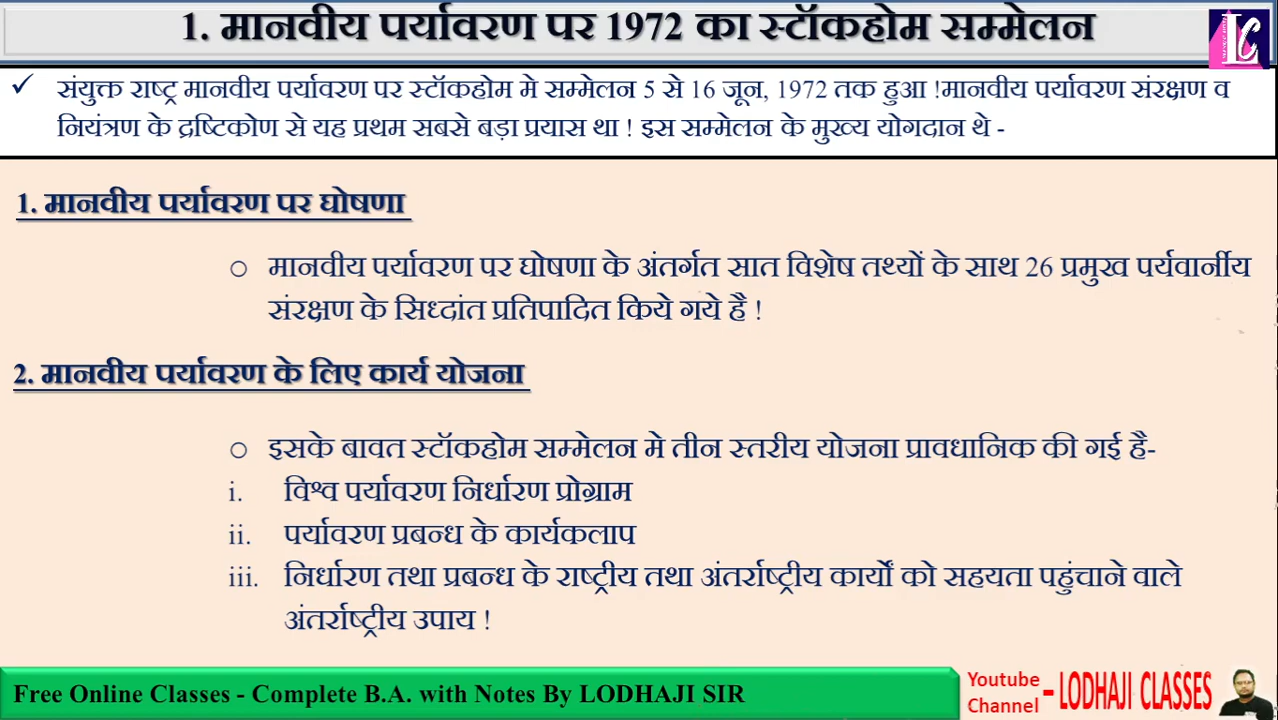 1. मानवीय पर्यावरण पर 1972 का स्टॉकहोम सम्मेलन
LC
✓ संयुक्त राष्ट्र मानवीय पर्यावरण पर स्टॉकहोम मे सम्मेलन 5 से 16 जून, 1972 तक हुआ !मानवीय पर्यावरण संरक्षण व
नियंत्रण के द्रष्टिकोण से यह प्रथम सबसे बड़ा प्रयास था ! इस सम्मेलन के मुख्य योगदान थे -
1. मानवीय पर्यावरण पर घोषणा
o मानवीय पर्यावरण पर घोषणा के अंतर्गत सात विशेष तथ्यों के साथ 26 प्रमुख पर्यवार्नीय
संरक्षण के सिध्दांत प्रतिपादित किये गये है !
2. मानवीय पर्यावरण के लिए कार्य योजना
o इसके बावत स्टॉकहोम सम्मेलन मे तीन स्तरीय योजना प्रावधानिक की गई है-
i. विश्व पर्यावरण निर्धारण प्रोग्राम
ii. पर्यावरण प्रबन्ध के कार्यकलाप
iii. निर्धारण तथा प्रबन्ध के राष्ट्रीय तथा अंतर्राष्ट्रीय कार्यों को सहयता पहुंचाने वाले
अंतर्राष्ट्रीय उपाय !
Free Online Classes - Complete B.A. with Notes By LODHAJI SIR
Youtube
Channel – LODHAJI CLASSES